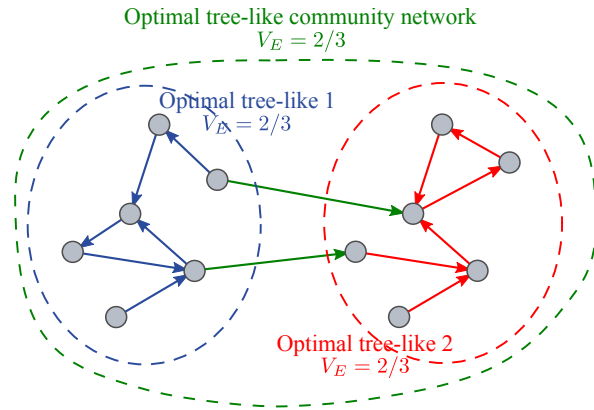 Optimal tree-like community network
V_E = 2/3
Optimal tree-like 1
V_E = 2/3
Optimal tree-like 2
V_E = 2/3